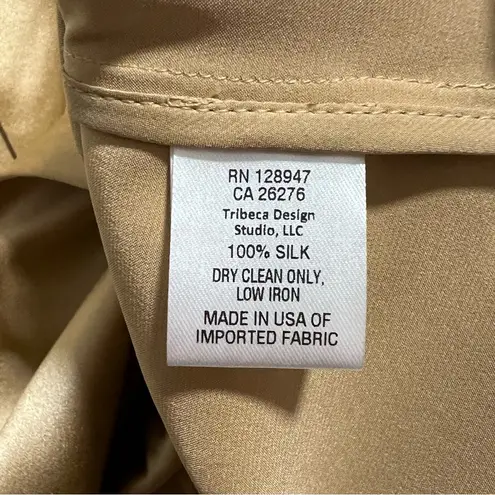 RN 128947
CA 26276
Tribeca Design
Studio, LLC
100% SILK
DRY CLEAN ONLY,
LOW IRON
MADE IN USA OF
IMPORTED FABRIC